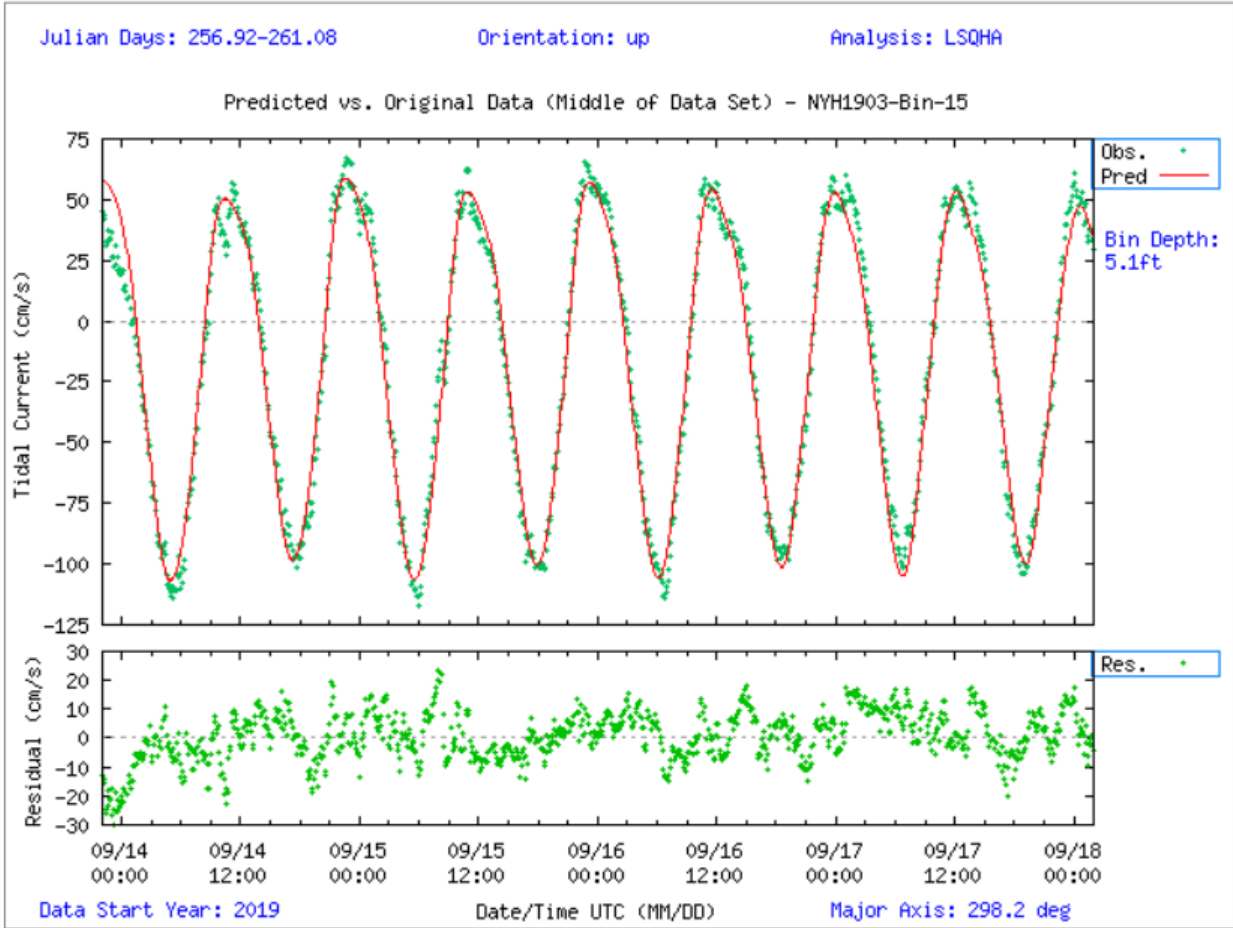 Julian Days: 256.92-261.08 Orientation: up Analysis: LSQHA
Predicted vs. Original Data (Middle of Data Set) - NYH1903-Bin-15
Tidal Current (cm/s)
75
50
25
0
-25
-50
-75
-100
-125
Obs.
Pred
Bin Depth:
5.1ft
Residual (cm/s)
30
20
10
0
-10
-20
-30
Res.
09/14 09/14 09/15 09/15 09/16 09/16 09/17 09/17 09/18
00:00 12:00 00:00 12:00 00:00 12:00 00:00 12:00 00:00
Data Start Year: 2019 Date/Time UTC (MM/DD) Major Axis: 298.2 deg